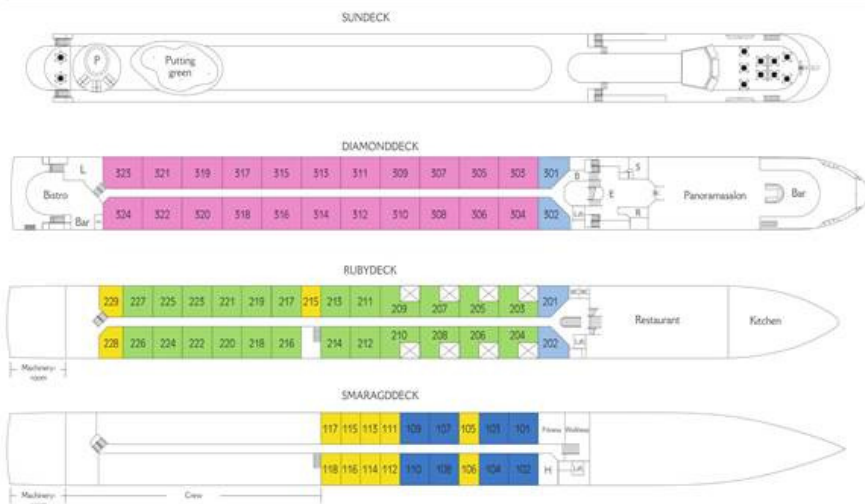 SUNDECK
P
Putting
green
DIAMONDDECK
L 323 321 319 317 315 313 311 309 307 305 303 301 B T S
Bistro E Panoramasalon Bar
Bar 324 322 320 318 316 314 312 310 308 306 304 302 Lift R
RUBYDECK
229 227 225 223 221 219 217 215 213 211 209 207 205 203 201
Restaurant Kitchen
228 226 224 222 220 218 216 214 212 210 208 206 204 202 Lift
Machinery-
room
SMARAGDDECK
117 115 113 111 109 107 105 103 101 Fitness Wellness
118 116 114 112 110 108 106 104 102 H Lift
Machinery-
Crew